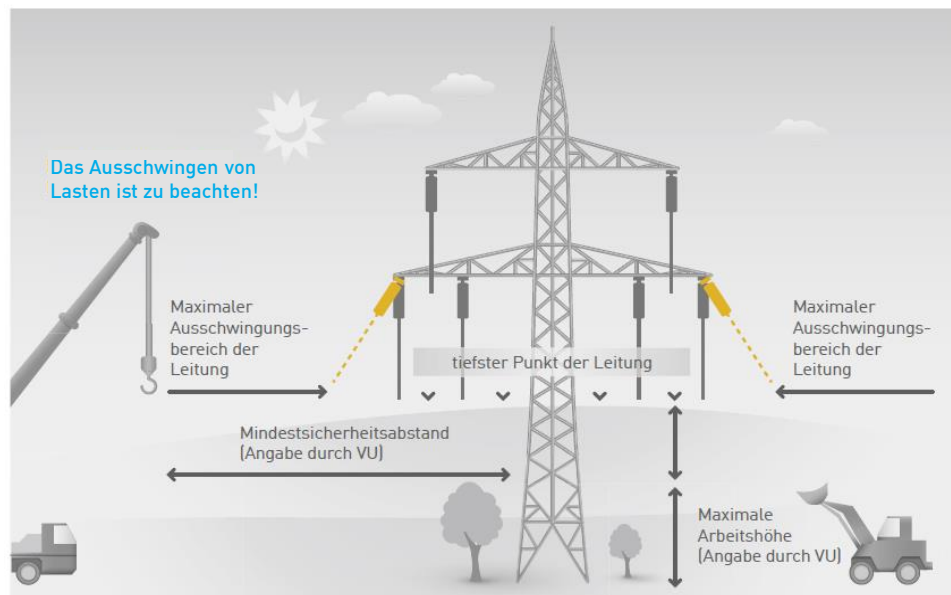 Das Ausschwingen von
Lasten ist zu beachten!
Maximaler
Ausschwingungs-
bereich der
Leitung
tiefster Punkt der Leitung
Maximaler
Ausschwingungs-
bereich der
Leitung
Mindestsicherheitsabstand
(Angabe durch VU)
Maximale
Arbeitshöhe
(Angabe durch VU)